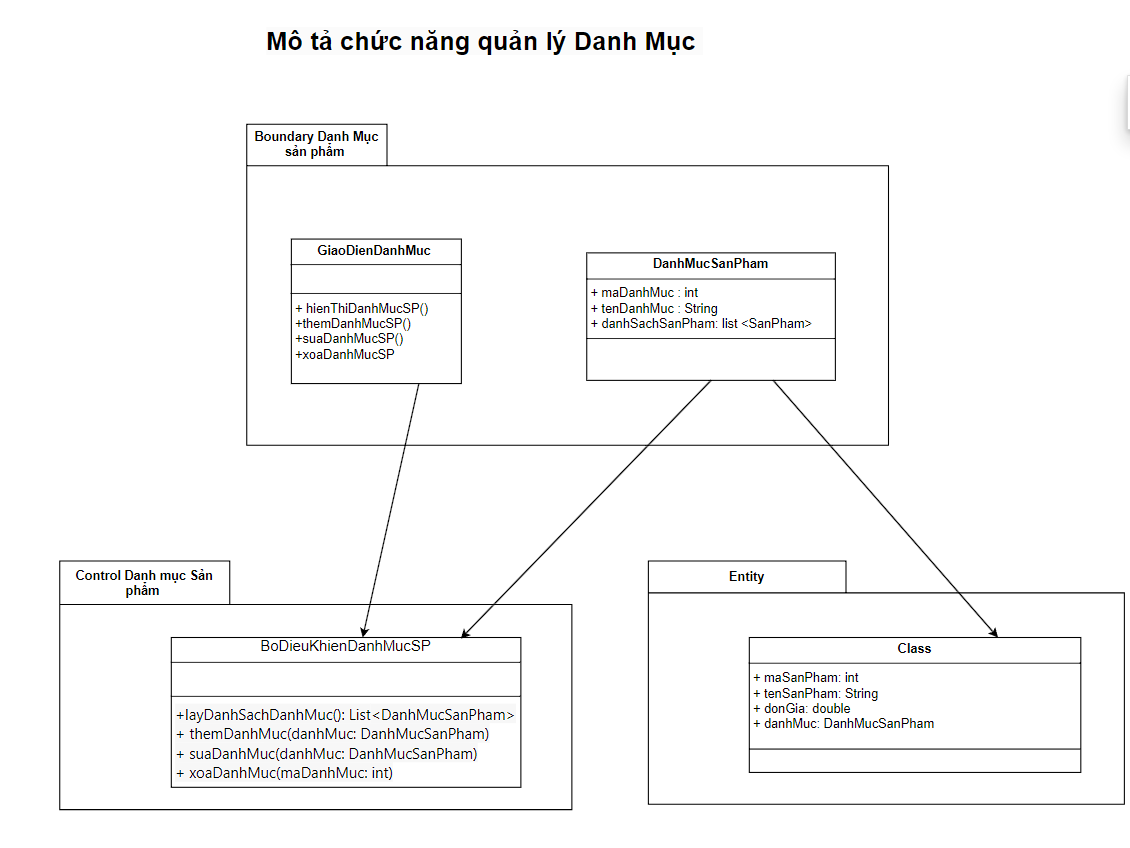 Mô tả chức năng quản lý Danh Mục
Boundary Danh Mục
sản phẩm
GiaoDienDanhMuc
+ hienThiDanhMucSP()
+themDanhMucSP()
+suaDanhMucSP()
+xoaDanhMucSP
DanhMucSanPham
+ maDanhMuc : int
+ tenDanhMuc : String
+ danhSachSanPham: list <SanPham>
Control Danh mục Sản
phẩm
BoDieuKhienDanhMucSP
+layDanhSachDanhMuc(): List<DanhMucSanPham>
+ themDanhMuc(danhMuc: DanhMucSanPham)
+ suaDanhMuc(danhMuc: DanhMucSanPham)
+ xoaDanhMuc(maDanhMuc: int)
Entity
Class
+ maSanPham: int
+ tenSanPham: String
+ donGia: double
+ danhMuc: DanhMucSanPham